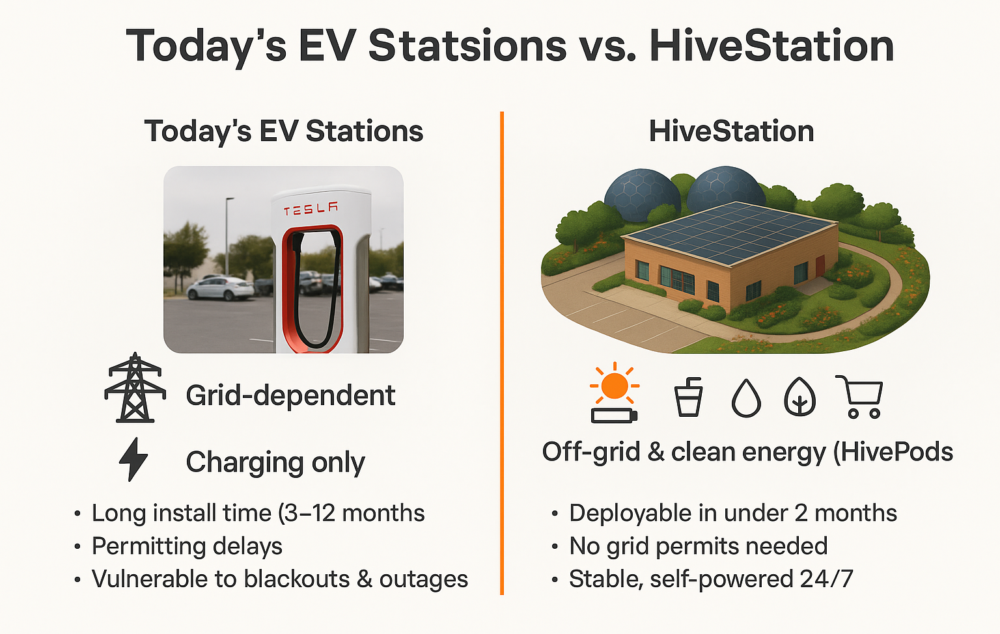 Today's EV Statsions vs. HiveStation
Today's EV Stations
TESLA
Grid-dependent
Charging only
• Long install time (3–12 months
• Permitting delays
• Vulnerable to blackouts & outages
HiveStation
Off-grid & clean energy (HivePods
• Deployable in under 2 months
• No grid permits needed
• Stable, self-powered 24/7